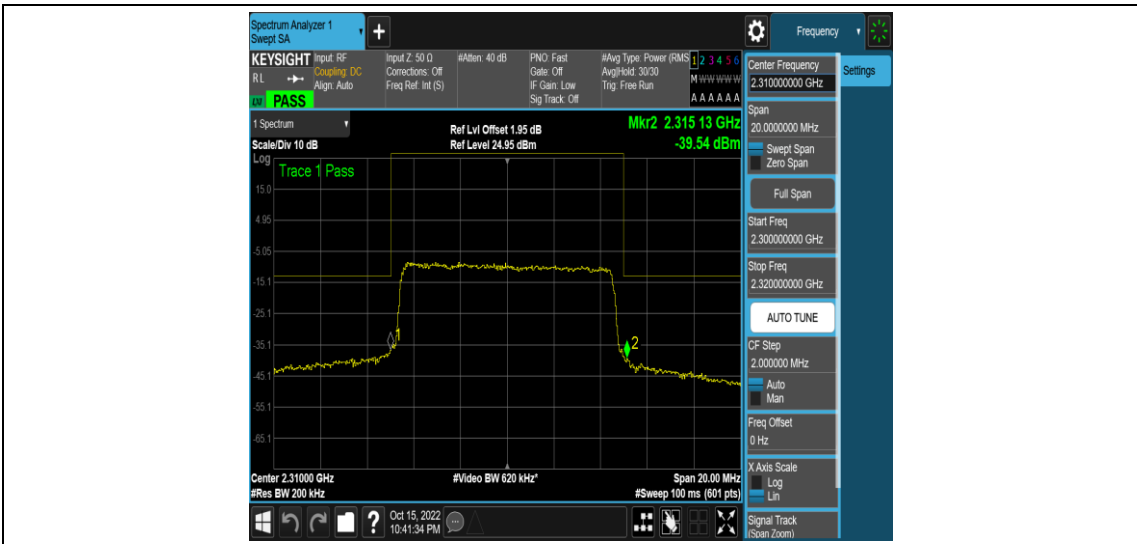 Spectrum Analyzer 1
Swept SA
+
Frequency
KEYSIGHT
RL
PASS
Input: RF
Coupling: DC
Align: Auto
Input Z: 50 Ω
Corrections: Off
Freq Ref: Int (S)
#Atten: 40 dB
PNO: Fast
Gate: Off
IF Gain: Low
Sig Track: Off
#Avg Type: Power (RMS
Avg|Hold: 30/30
Trig: Free Run
1 2 3 4 5 6
M W W W W W
A A A A A A
Center Frequency
2.310000000 GHz
Settings
Span
20.0000000 MHz
Swept Span
Zero Span
Full Span
Start Freq
2.300000000 GHz
Stop Freq
2.320000000 GHz
AUTO TUNE
CF Step
2.000000 MHz
Auto
Man
Freq Offset
0 Hz
X Axis Scale
Log
Lin
Signal Track
(Span Zoom)
1 Spectrum
Scale/Div 10 dB
Ref Lvl Offset 1.95 dB
Ref Level 24.95 dBm
Mkr2 2.315 13 GHz
-39.54 dBm
Log
Trace 1 Pass
15.0
4.95
-5.05
-15.1
-25.1
-35.1
-45.1
-55.1
-65.1
1
2
Center 2.31000 GHz
#Res BW 200 kHz
#Video BW 620 kHz*
Span 20.00 MHz
#Sweep 100 ms (601 pts)
?
Oct 15, 2022
10:41:34 PM